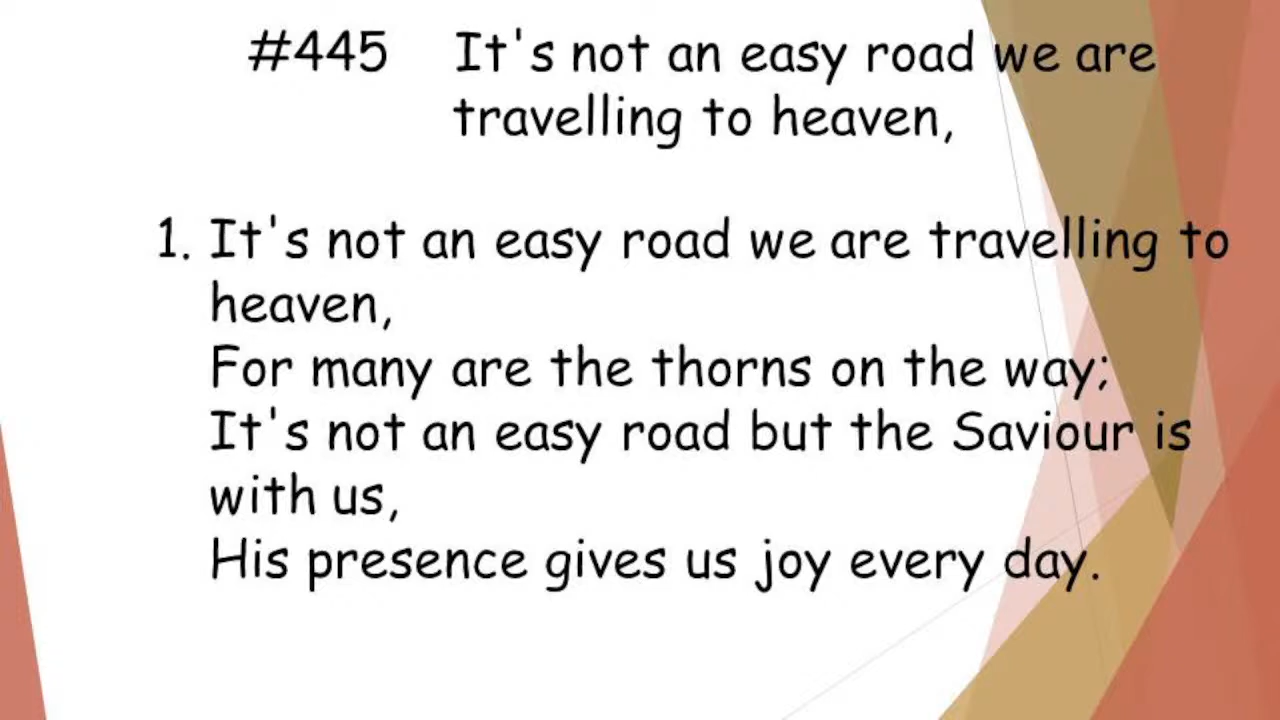 #445 It's not an easy road we are
travelling to heaven,
1. It's not an easy road we are travelling to
heaven,
For many are the thorns on the way;
It's not an easy road but the Saviour is
with us,
His presence gives us joy every day.